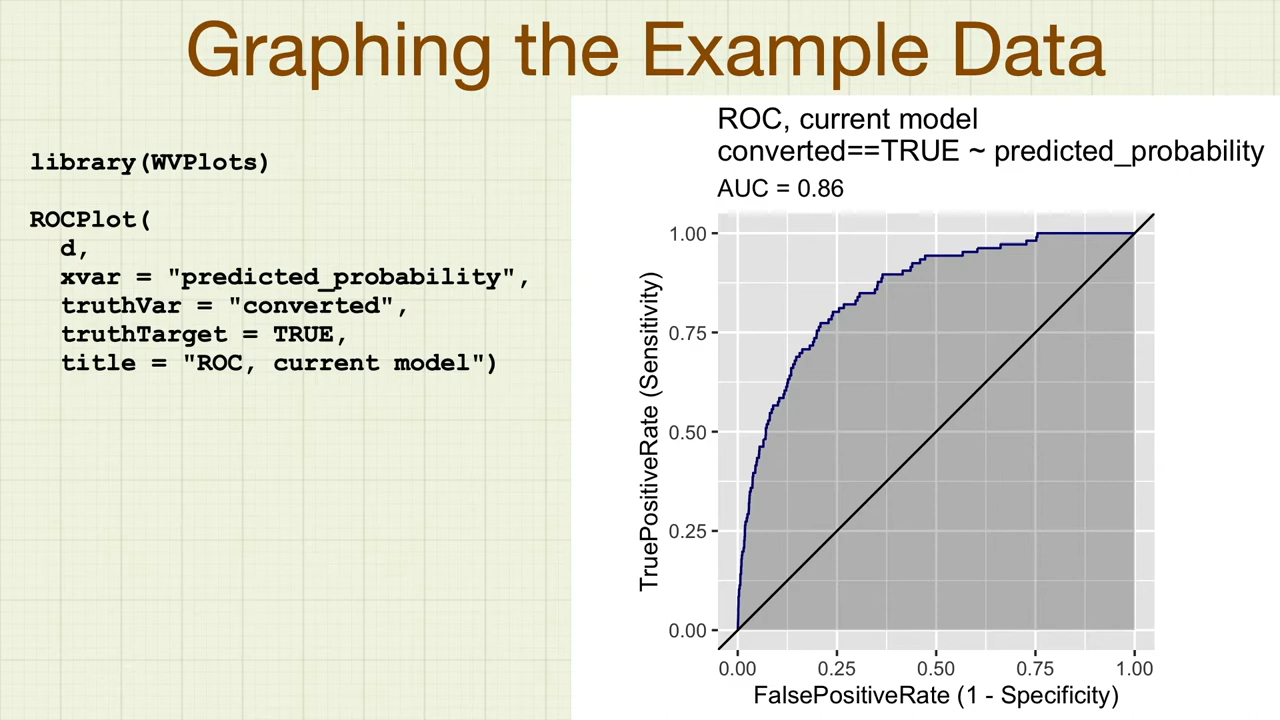 Graphing the Example Data
library(WVPlots)
ROCPlot(
d,
xvar = "predicted_probability",
truthVar = "converted",
truthTarget = TRUE,
title = "ROC, current model")
ROC, current model
converted==TRUE ~ predicted_probability
AUC = 0.86
TruePositiveRate (Sensitivity)
1.00
0.75
0.50
0.25
0.00
0.00 0.25 0.50 0.75 1.00
FalsePositiveRate (1 - Specificity)